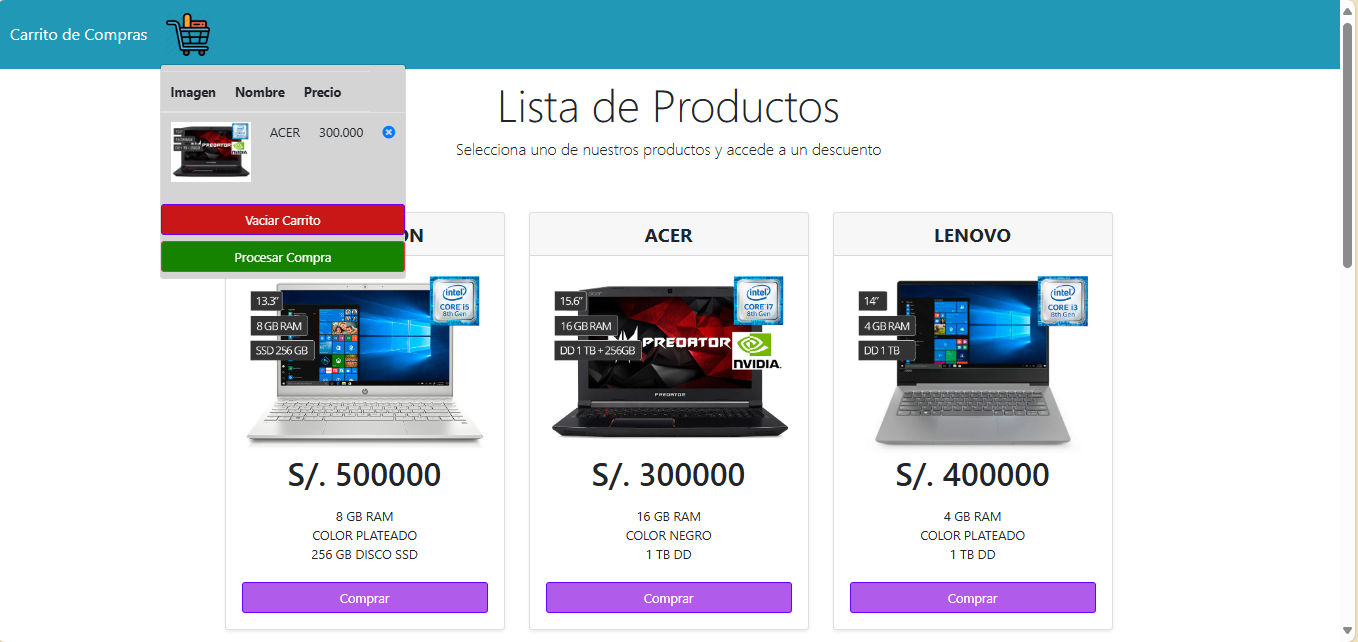 Carrito de Compras
Imagen Nombre Precio
ACER 300.000
Vaciar Carrito
Procesar Compra
Lista de Productos
Selecciona uno de nuestros productos y accede a un descuento
ON
13.3”
8 GB RAM
SSD 256 GB
intel
CORE i5
8th Gen
S/. 500000
8 GB RAM
COLOR PLATEADO
256 GB DISCO SSD
Comprar
ACER
15.6”
16 GB RAM
DD 1 TB + 256GB
intel
CORE i7
8th Gen
PREDATOR
NVIDIA.
PREDATOR
S/. 300000
16 GB RAM
COLOR NEGRO
1 TB DD
Comprar
LENOVO
14”
4 GB RAM
DD 1 TB
intel
CORE i3
8th Gen
S/. 400000
4 GB RAM
COLOR PLATEADO
1 TB DD
Comprar